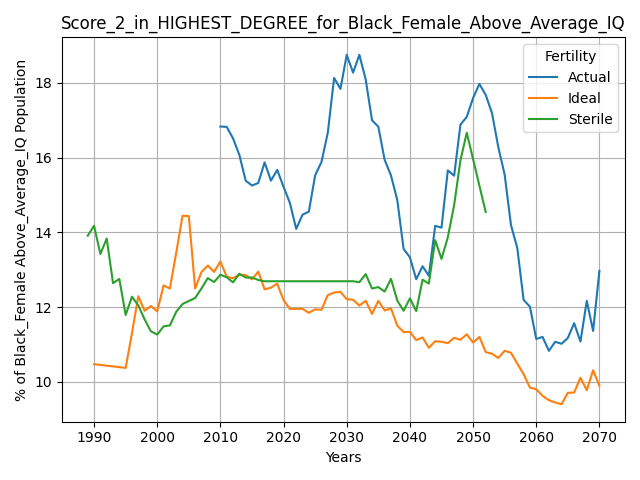 Score_2_in_HIGHEST_DEGREE_for_Black_Female_Above_Average_IQ
Fertility
Actual
Ideal
Sterile
% of Black_Female Above_Average_IQ Population
18
16
14
12
10
1990 2000 2010 2020 2030 2040 2050 2060 2070
Years